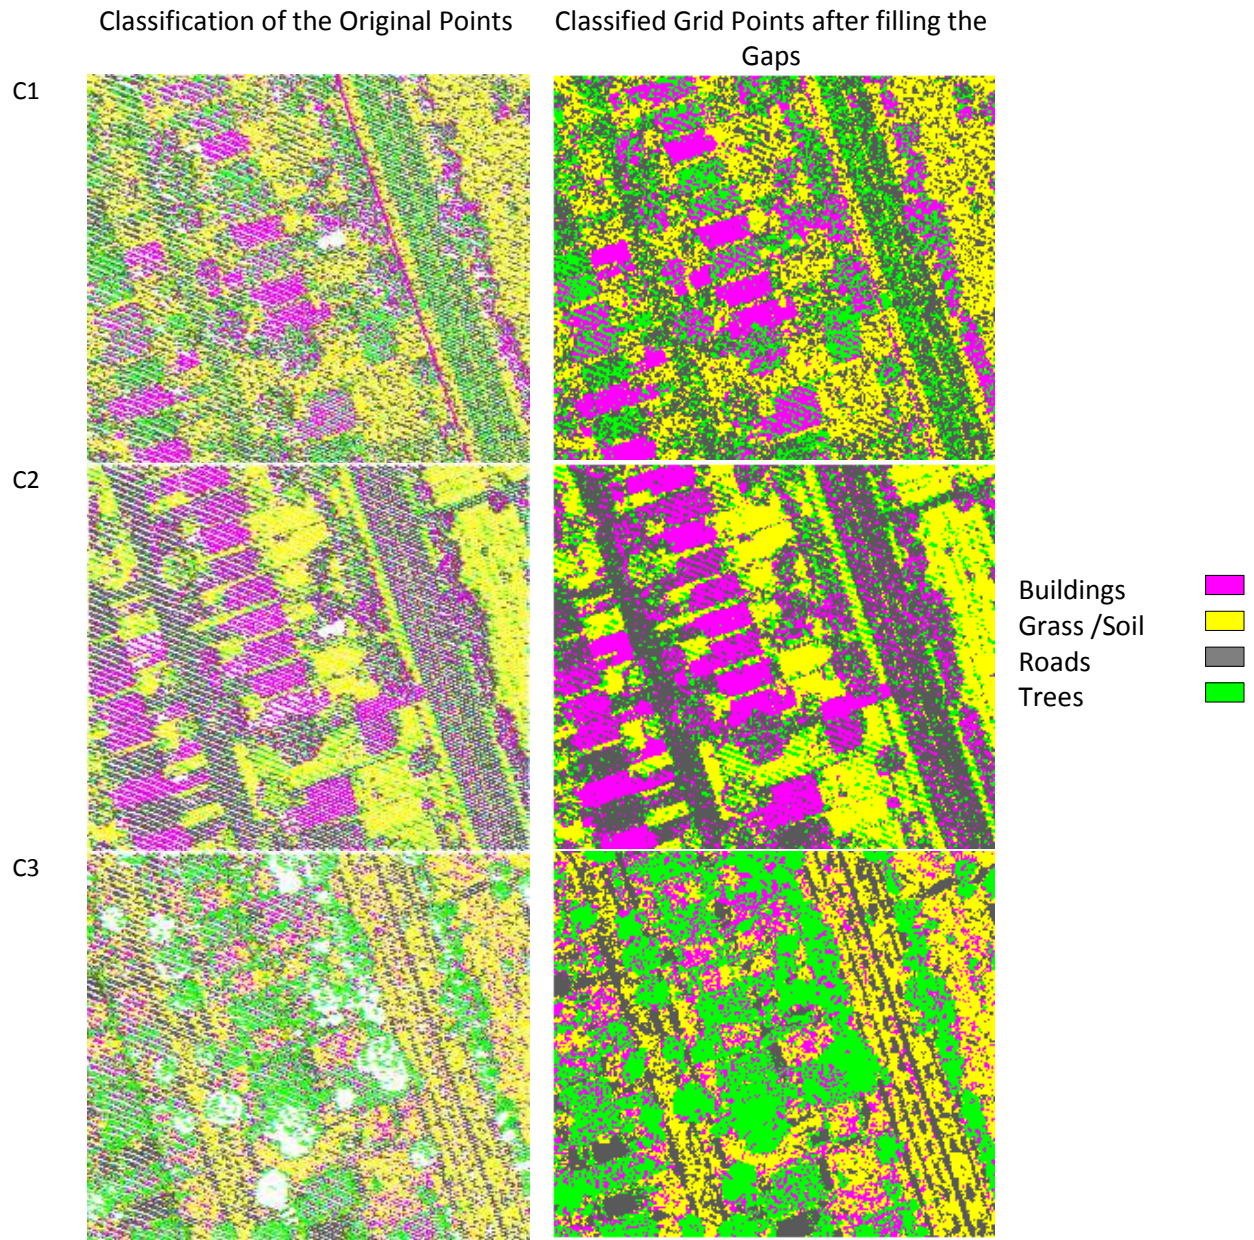 Classification of the Original Points
Classified Grid Points after filling the
Gaps
C1
C2
Buildings
Grass /Soil
Roads
Trees
C3